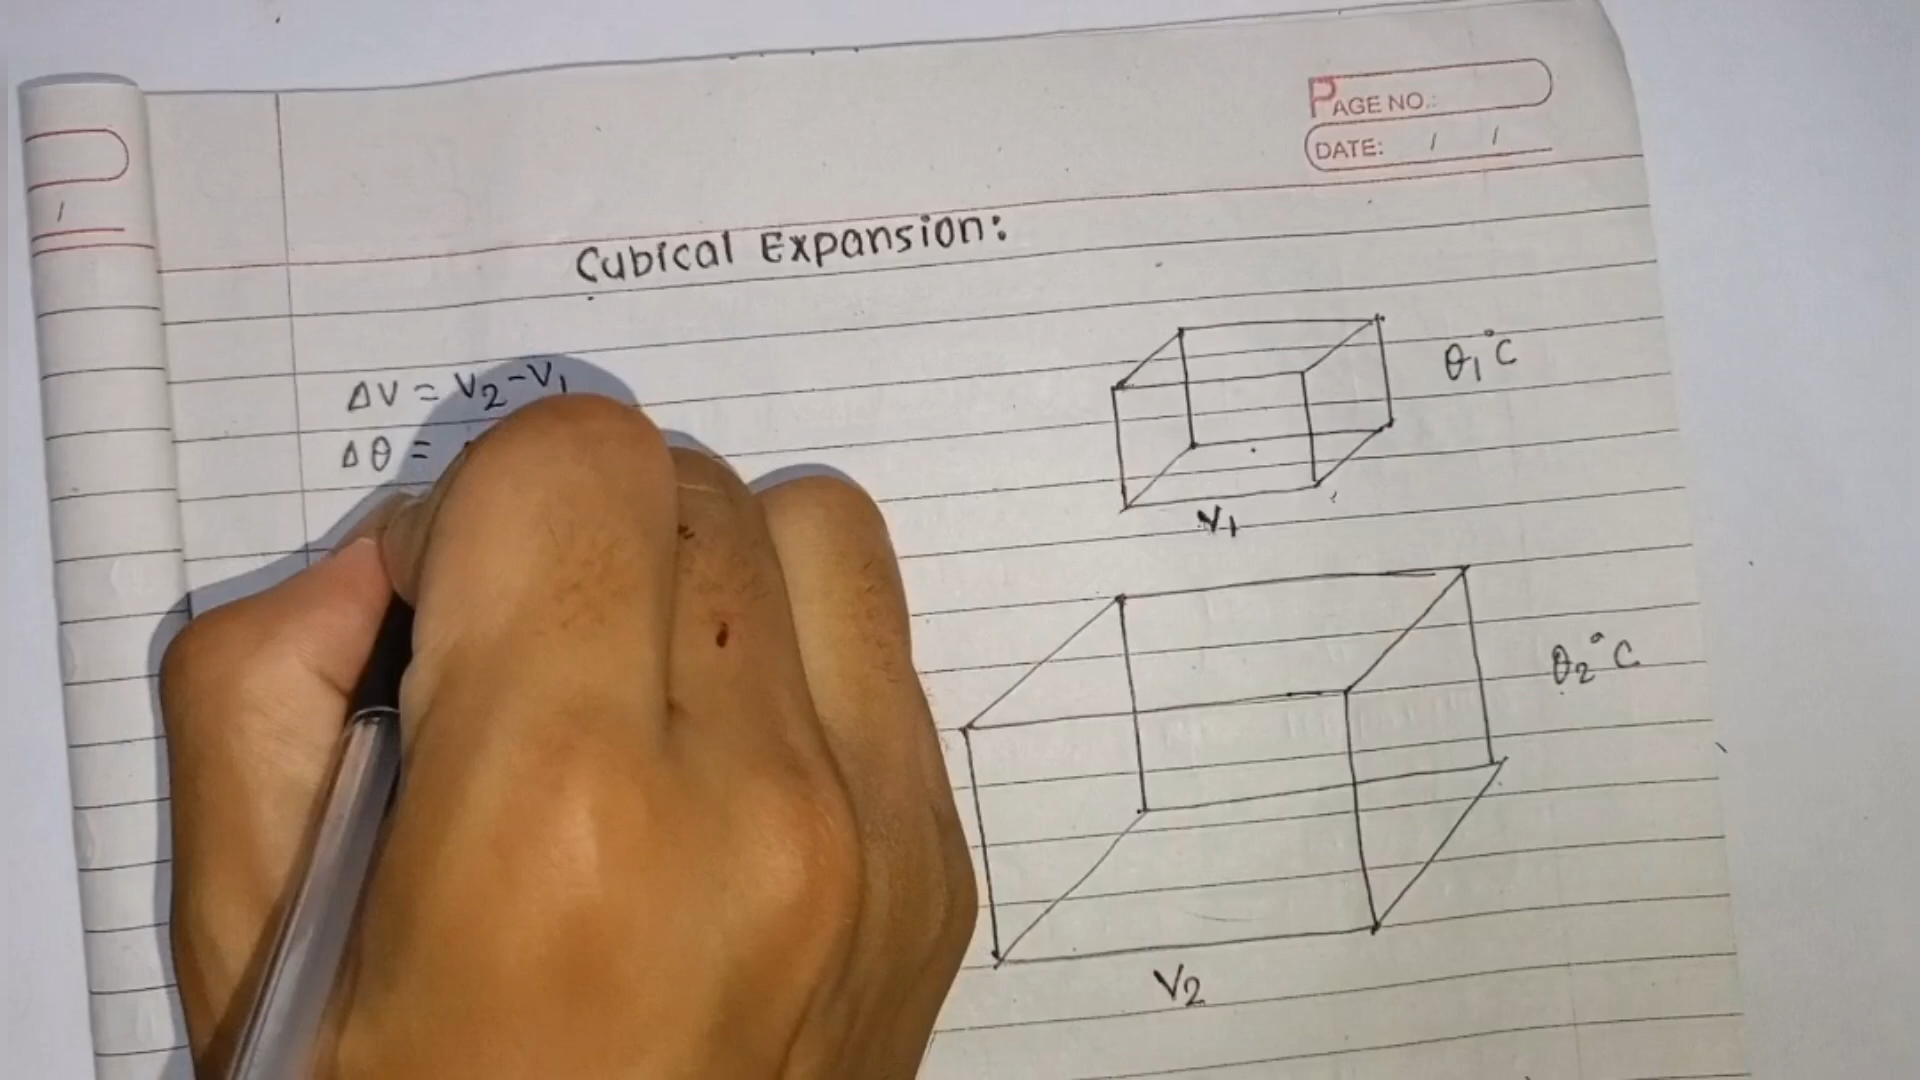 PAGE NO.:
DATE: / /
/
Cubical Expansion:
ΔV = V₂-V₁
Δθ =
θ₁°C
V₁
θ₂°C
V₂